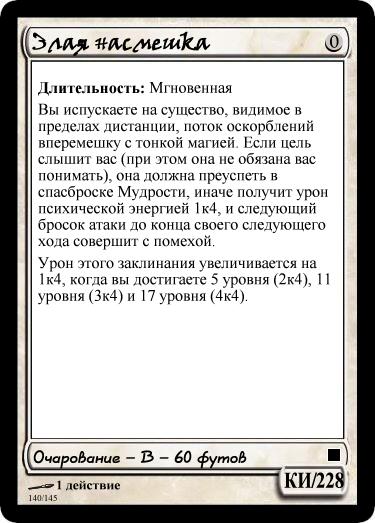 Злая насмешка
0
Длительность: Мгновенная
Вы испускаете на существо, видимое в
пределах дистанции, поток оскорблений
вперемешку с тонкой магией. Если цель
слышит вас (при этом она не обязана вас
понимать), она должна преуспеть в
спасброске Мудрости, иначе получит урон
психической энергией 1к4, и следующий
бросок атаки до конца своего следующего
хода совершит с помехой.
Урон этого заклинания увеличивается на
1к4, когда вы достигаете 5 уровня (2к4), 11
уровня (3к4) и 17 уровня (4к4).
Очарование – В – 60 футов
1 действие
КИ/228
140/145